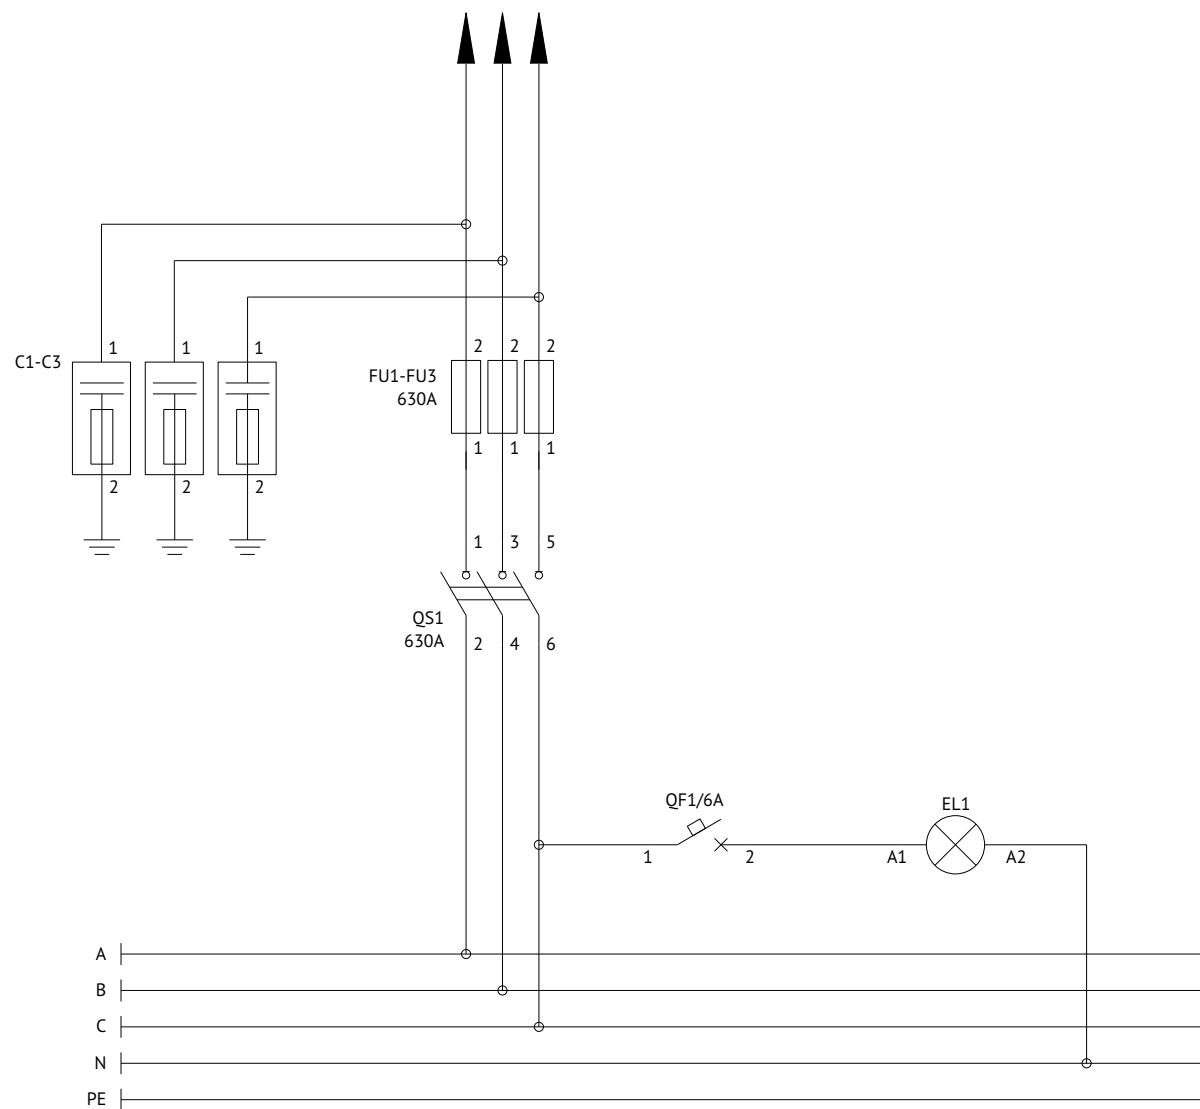 1 1 1
C1-C3
2 2 2
FU1-FU3
630A
1 1 1
2 2 2
1 3 5
QS1
630A
2 4 6
QF1/6A
EL1
1 2 A1 A2
A
B
C
N
PE